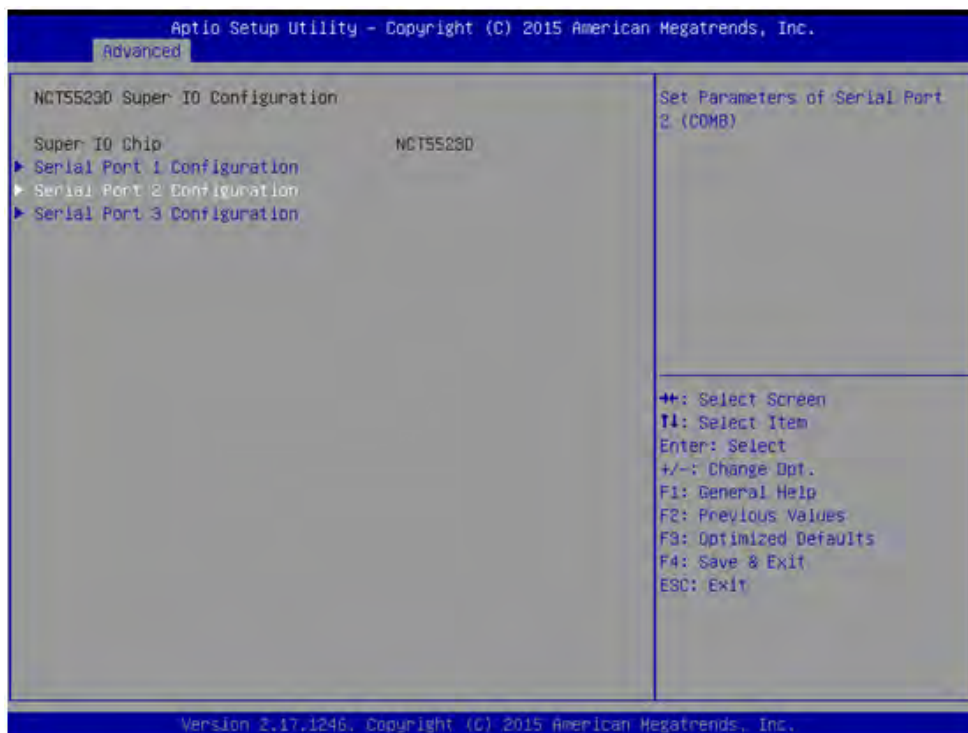 Aptio Setup Utility – Copyright (C) 2015 American Megatrends, Inc.
Advanced
NCT5523D Super IO Configuration
Super IO Chip NCT5523D
Serial Port 1 Configuration
Serial Port 2 Configuration
Serial Port 3 Configuration
Set Parameters of Serial Port
2 (COMB)
→←: Select Screen
↑↓: Select Item
Enter: Select
+/-: Change Opt.
F1: General Help
F2: Previous Values
F3: Optimized Defaults
F4: Save & Exit
ESC: Exit
Version 2.17.1246. Copyright (C) 2015 American Megatrends, Inc.